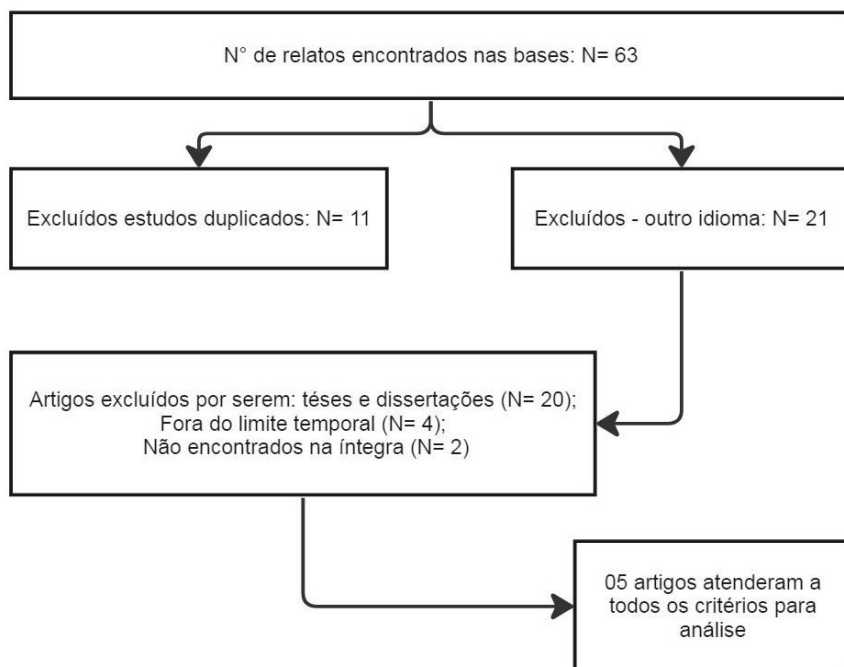 N° de relatos encontrados nas bases: N= 63
Excluídos estudos duplicados: N= 11
Excluídos - outro idioma: N= 21
Artigos excluídos por serem: téses e dissertações (N= 20);
Fora do limite temporal (N= 4);
Não encontrados na íntegra (N= 2)
05 artigos atenderam a
todos os critérios para
análise